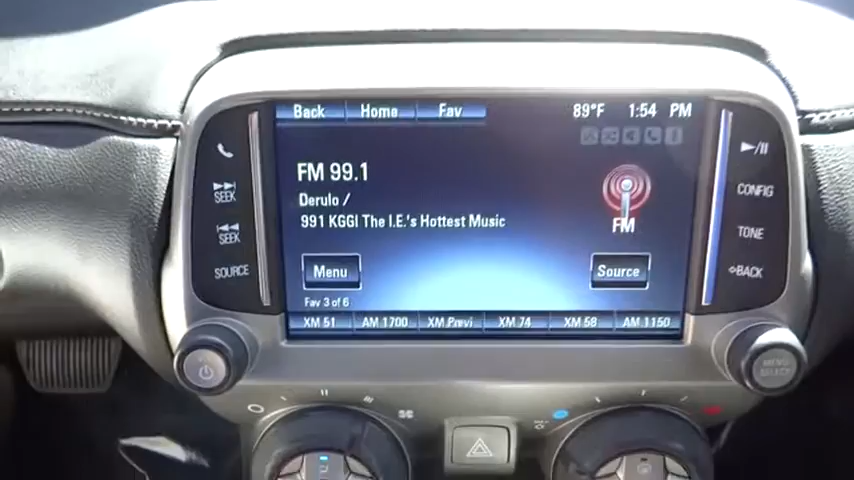 Back Home Fav 89°F 1:54 PM
FM 99.1
Derulo /
991 KGGI The I.E.'s Hottest Music
FM
Menu Source
Fav 3 of 6
XM 51 AM 1700 XM Previ XM 74 XM 58 AM 1150
SEEK
SEEK
SOURCE
CONFIG
TONE
BACK
MENU
SELECT